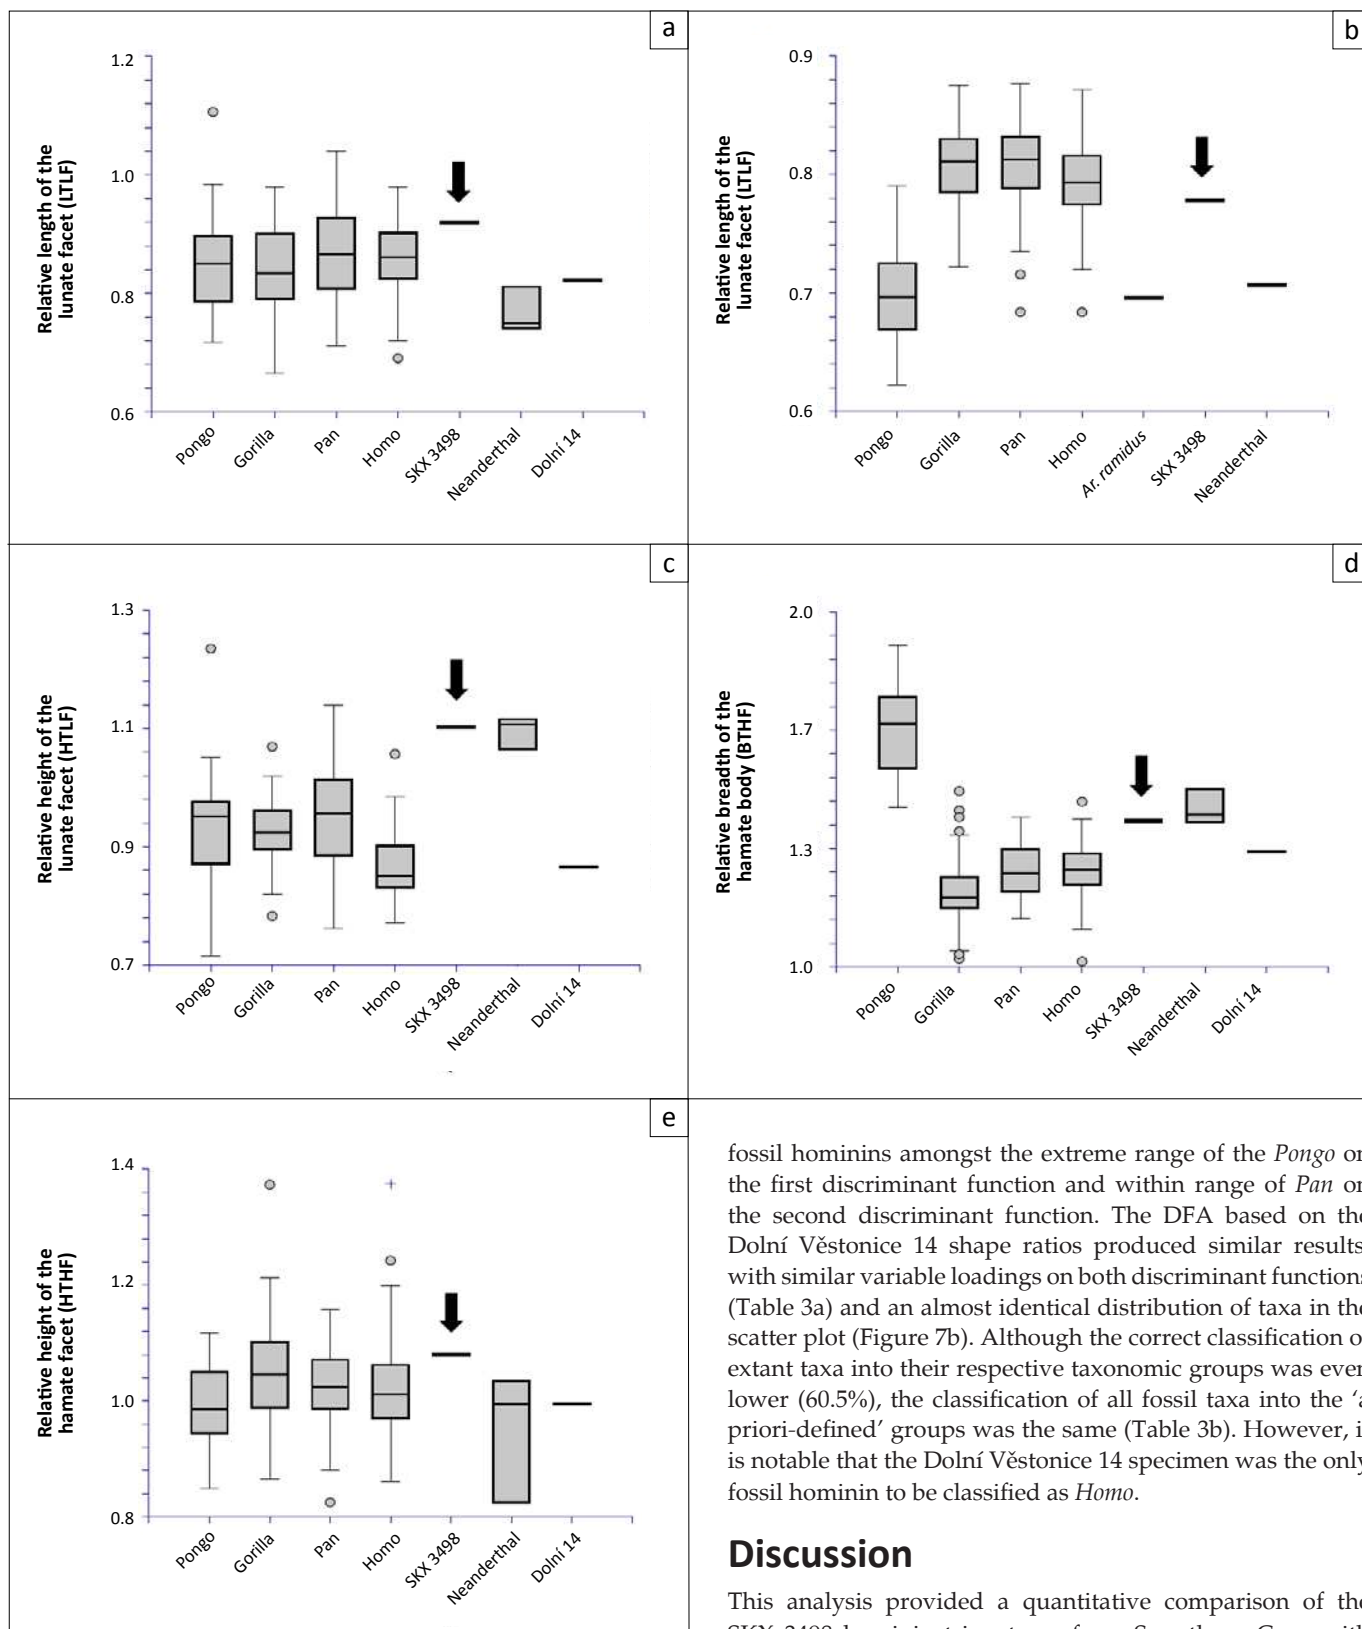 a
1.2
1.0
0.8
0.6
Relative length of the
lunate facet (LTLF)
Pongo
Gorilla
Pan
Homo
SKX 3498
Neanderthal
Dolní 14
b
0.9
0.8
0.7
0.6
Relative length of the
lunate facet (LTLF)
Pongo
Gorilla
Pan
Homo
Ar. ramidus
SKX 3498
Neanderthal
c
1.3
1.1
0.9
0.7
Relative height of the
lunate facet (HTLF)
Pongo
Gorilla
Pan
Homo
SKX 3498
Neanderthal
Dolní 14
d
2.0
1.7
1.3
1.0
Relative breadth of the
hamate body (BTHF)
Pongo
Gorilla
Pan
Homo
SKX 3498
Neanderthal
Dolní 14
e
1.4
1.2
1.0
0.8
Relative height of the
hamate facet (HTHF)
Pongo
Gorilla
Pan
Homo
SKX 3498
Neanderthal
Dolní 14
fossil hominins amongst the extreme range of the Pongo on
the first discriminant function and within range of Pan on
the second discriminant function. The DFA based on the
Dolní Věstonice 14 shape ratios produced similar results
with similar variable loadings on both discriminant functions
(Table 3a) and an almost identical distribution of taxa in the
scatter plot (Figure 7b). Although the correct classification of
extant taxa into their respective taxonomic groups was even
lower (60.5%), the classification of all fossil taxa into the ‘a
priori-defined’ groups was the same (Table 3b). However, i
is notable that the Dolní Věstonice 14 specimen was the only
fossil hominin to be classified as Homo.
Discussion
This analysis provided a quantitative comparison of the